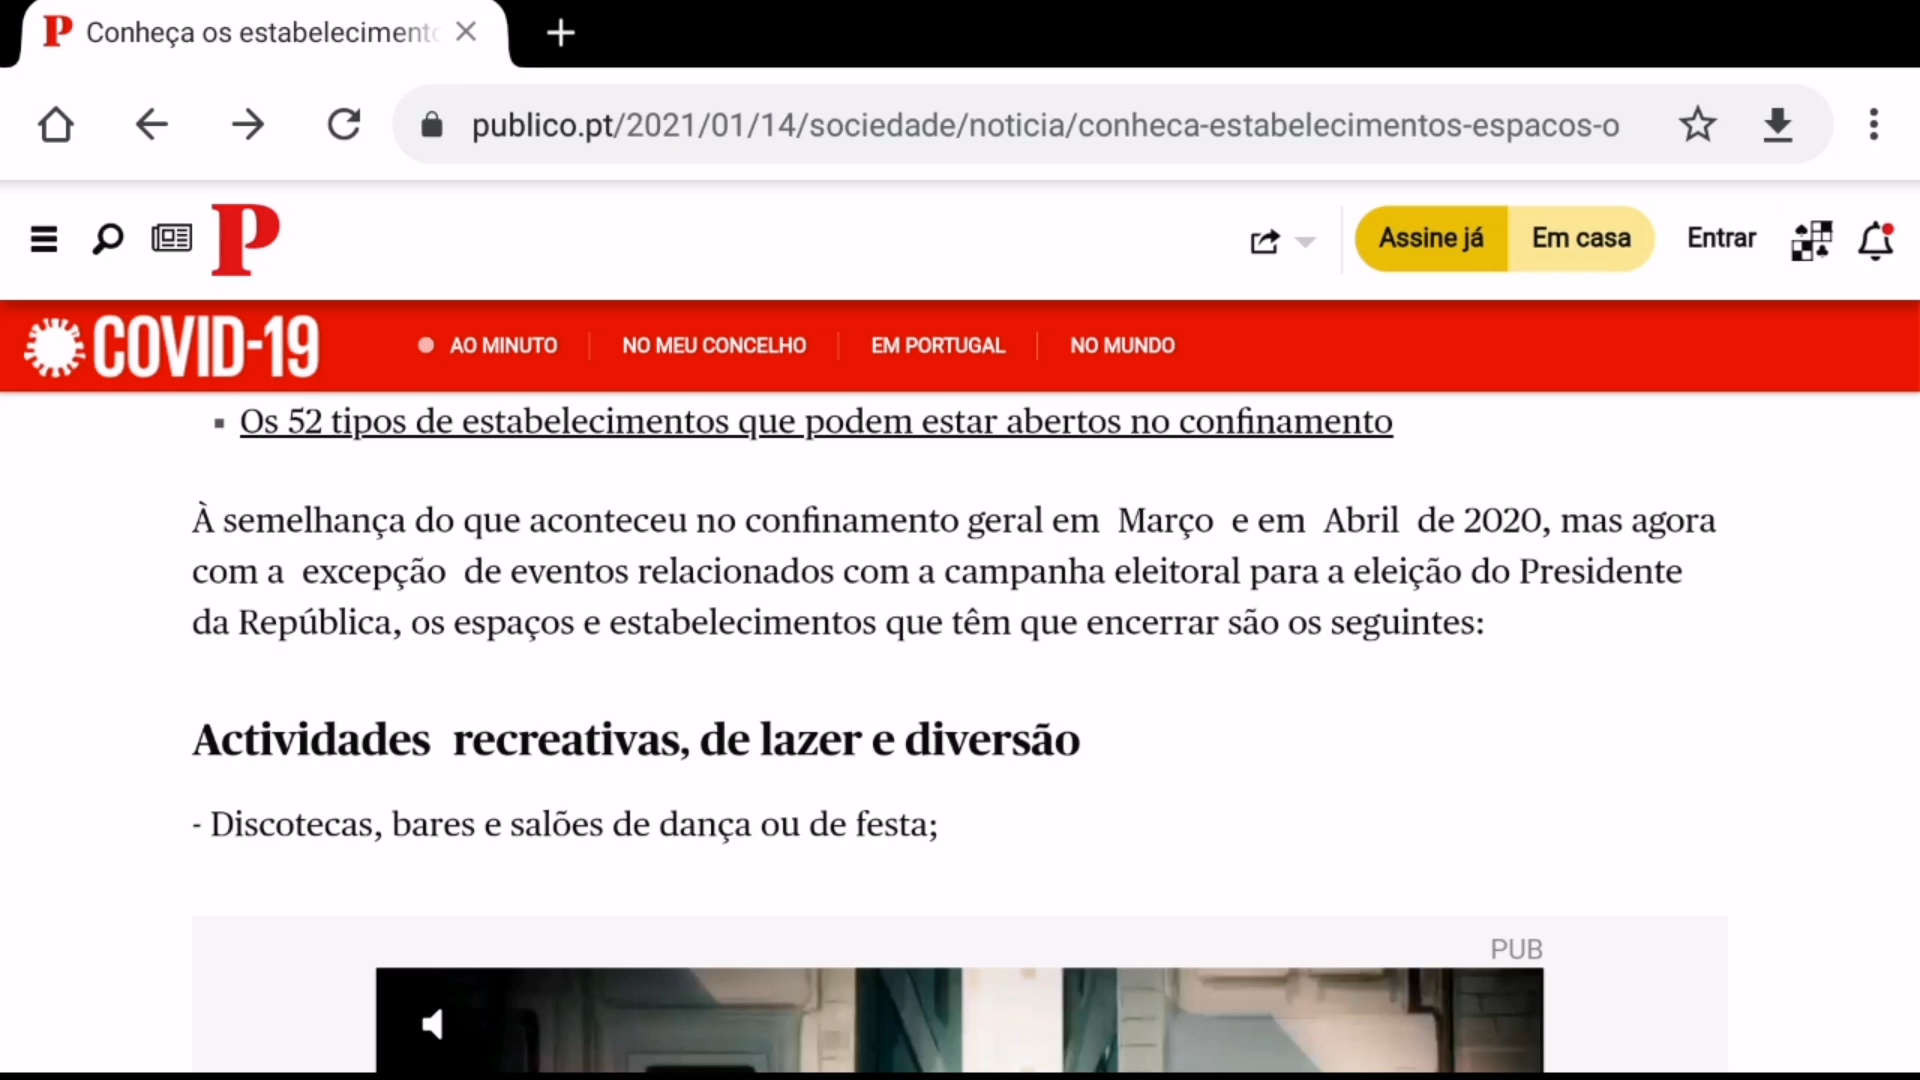 P Conheça os estabeleciment
publico.pt/2021/01/14/sociedade/noticia/conheca-estabelecimentos-espacos-o
P
Assine já
Em casa
Entrar
COVID-19
AO MINUTO
NO MEU CONCELHO
EM PORTUGAL
NO MUNDO
Os 52 tipos de estabelecimentos que podem estar abertos no confinamento
À semelhança do que aconteceu no confinamento geral em Março e em Abril de 2020, mas agora
com a excepção de eventos relacionados com a campanha eleitoral para a eleição do Presidente
da República, os espaços e estabelecimentos que têm que encerrar são os seguintes:
Actividades recreativas, de lazer e diversão
- Discotecas, bares e salões de dança ou de festa;
PUB